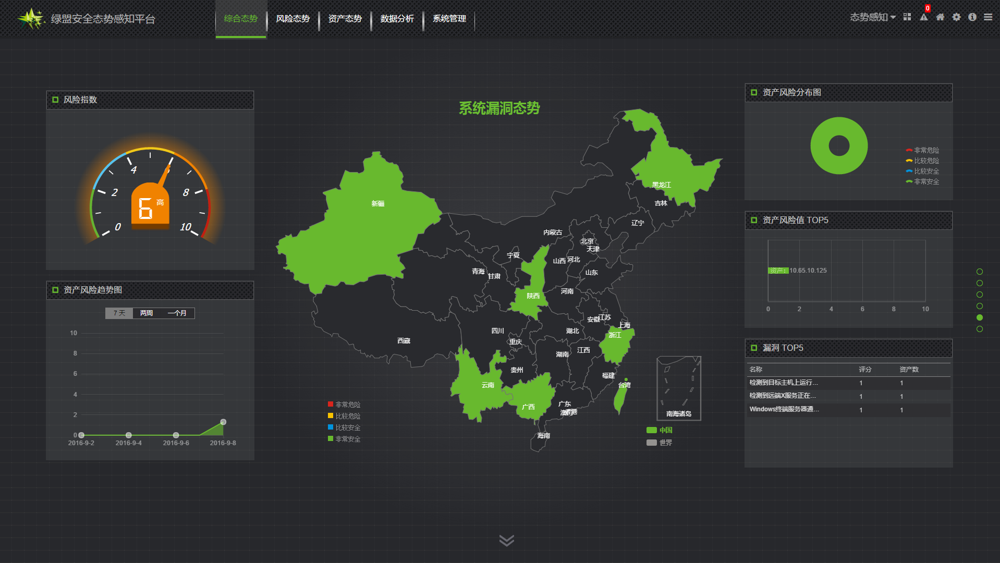 绿盟安全态势感知平台
综合态势
风险态势
资产态势
数据分析
系统管理
态势感知
0
风险指数
0
2
4
6
8
10
6
高
资产风险趋势图
7 天
两周
一个月
10
8
6
4
2
0
2016-9-2
2016-9-4
2016-9-6
2016-9-8
系统漏洞态势
黑龙江
吉林
新疆
辽宁
内蒙古
北京
天津
宁夏
山西
河北
青海
甘肃
山东
河南
陕西
安徽
江苏
上海
四川
湖北
浙江
西藏
重庆
江西
湖南
贵州
福建
云南
台湾
广西
广东
澳门
香港
海南
南海诸岛
非常危险
比较危险
比较安全
非常安全
中国
世界
资产风险分布图
非常危险
比较危险
比较安全
非常安全
资产风险值 TOP5
资产：10.65.10.125
0
2
4
6
8
10
漏洞 TOP5
名称 评分 资产数
检测到目标主机上运行... 1 1
检测到远端X服务正在... 1 1
Windows终端服务器通... 1 1